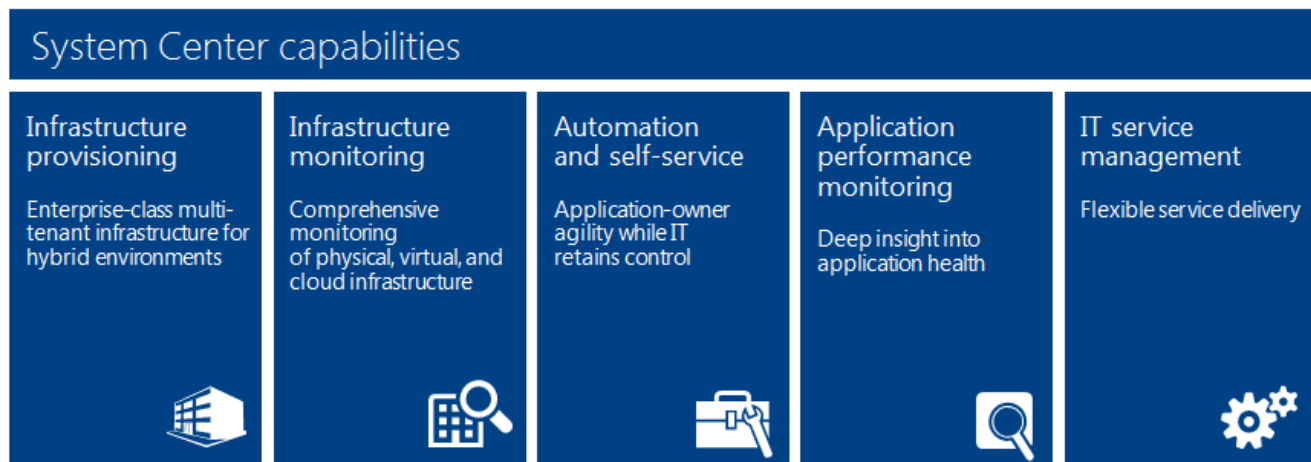 System Center capabilities
Infrastructure
provisioning
Enterprise-class multi-
tenant infrastructure for
hybrid environments
Infrastructure
monitoring
Comprehensive
monitoring
of physical, virtual, and
cloud infrastructure
Automation
and self-service
Application-owner
agility while IT
retains control
Application
performance
monitoring
Deep insight into
application health
IT service
management
Flexible service delivery